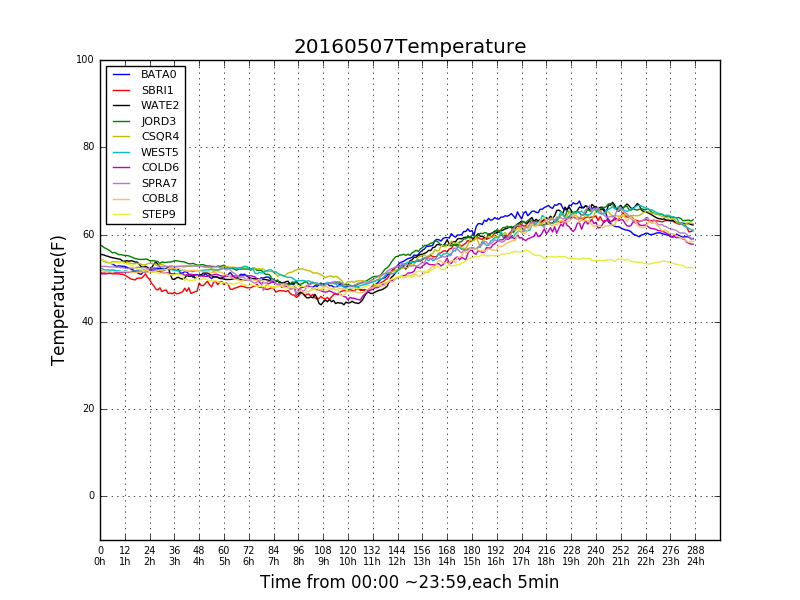 20160507Temperature
100
80
60
40
20
0
Temperature(F)
BATA0
SBRI1
WATE2
JORD3
CSQR4
WEST5
COLD6
SPRA7
COBL8
STEP9
0 12 24 36 48 60 72 84 96 108 120 132 144 156 168 180 192 204 216 228 240 252 264 276 288
0h 1h 2h 3h 4h 5h 6h 7h 8h 9h 10h 11h 12h 13h 14h 15h 16h 17h 18h 19h 20h 21h 22h 23h 24h
Time from 00:00 ~23:59,each 5min